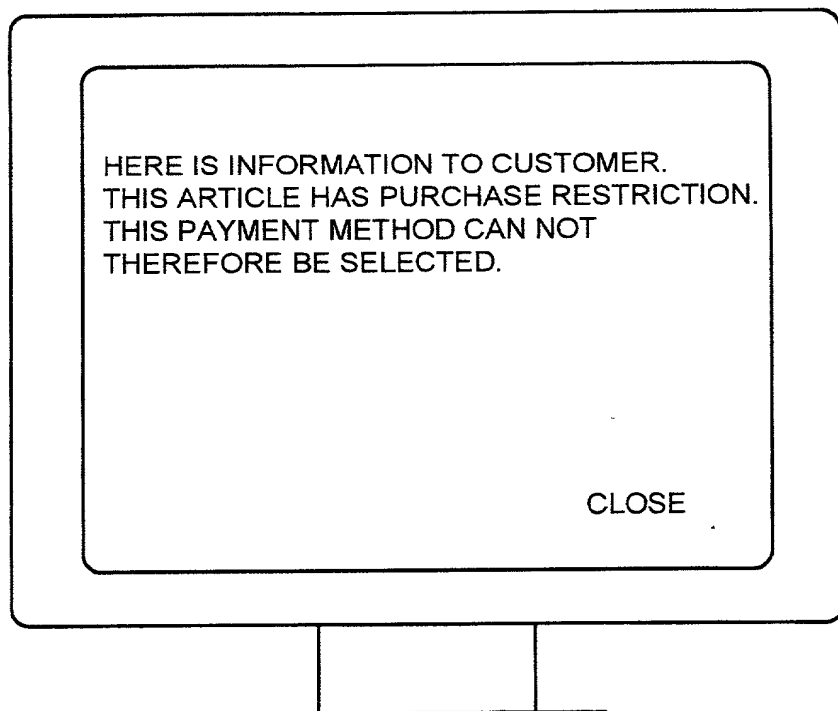 HERE IS INFORMATION TO CUSTOMER.
THIS ARTICLE HAS PURCHASE RESTRICTION.
THIS PAYMENT METHOD CAN NOT
THEREFORE BE SELECTED.
CLOSE